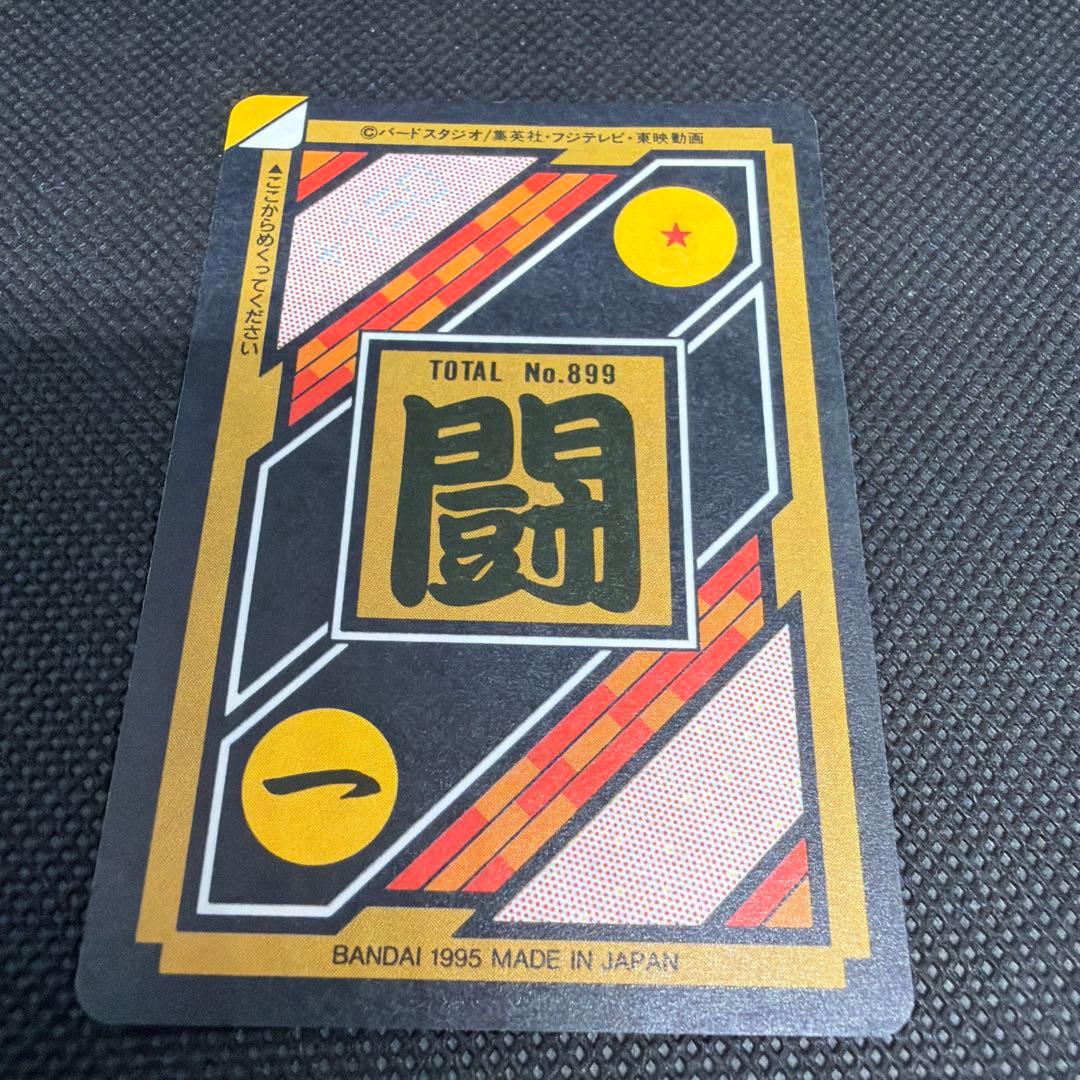 ©バードスタジオ/集英社・フジテレビ・東映動画
▲ここからめくってください
TOTAL No.899
闘
一
BANDAI 1995 MADE IN JAPAN